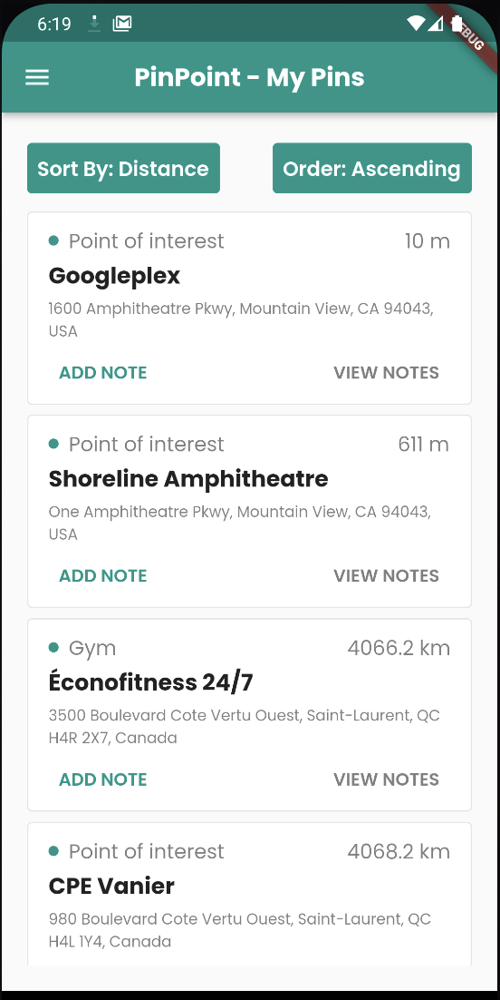 6:19
DEBUG
PinPoint - My Pins
Sort By: Distance
Order: Ascending
Point of interest
10 m
Googleplex
1600 Amphitheatre Pkwy, Mountain View, CA 94043,
USA
ADD NOTE
VIEW NOTES
Point of interest
611 m
Shoreline Amphitheatre
One Amphitheatre Pkwy, Mountain View, CA 94043,
USA
ADD NOTE
VIEW NOTES
Gym
4066.2 km
Éconofitness 24/7
3500 Boulevard Cote Vertu Ouest, Saint-Laurent, QC
H4R 2X7, Canada
ADD NOTE
VIEW NOTES
Point of interest
4068.2 km
CPE Vanier
980 Boulevard Cote Vertu Ouest, Saint-Laurent, QC
H4L 1Y4, Canada